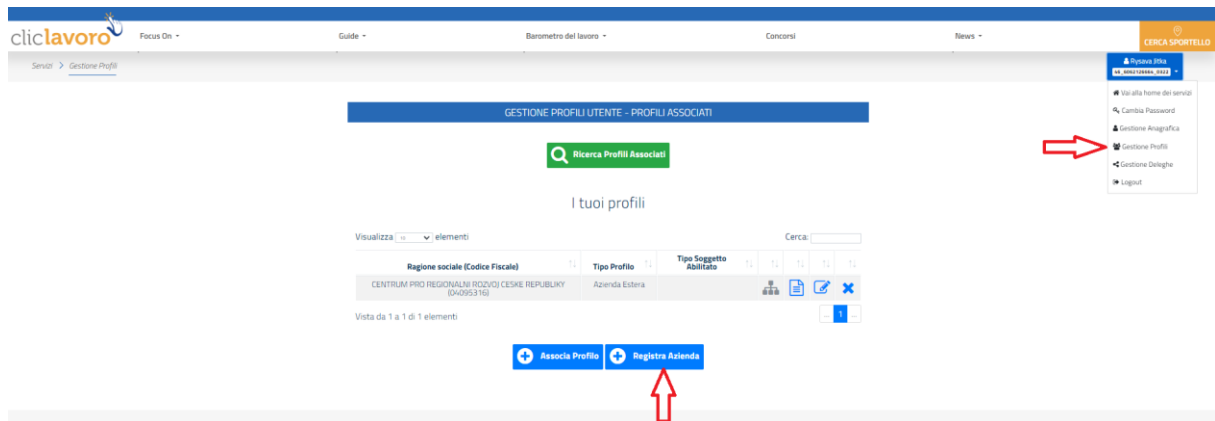 cliclavoro
Focus On
Guide
Barometro del lavoro
Concorsi
News
CERCA SPORTELLO
Servizi > Gestione Profili
Rysava Jitka
Vai alla home dei servizi
Cambia Password
Gestione Anagrafica
Gestione Profili
Gestione Deleghe
Logout
GESTIONE PROFILI UTENTE - PROFILI ASSOCIATI
Ricerca Profili Associati
I tuoi profili
Visualizza 10 elementi
Cerca:
Ragione sociale (Codice Fiscale)
Tipo Profilo
Tipo Soggetto
Abilitato
CENTRUM PRO REGIONALNI ROZVOJ CESKE REPUBLIKY
(04095316)
Azienda Estera
Vista da 1 a 1 di 1 elementi
... 1 ...
Associa Profilo
Registra Azienda